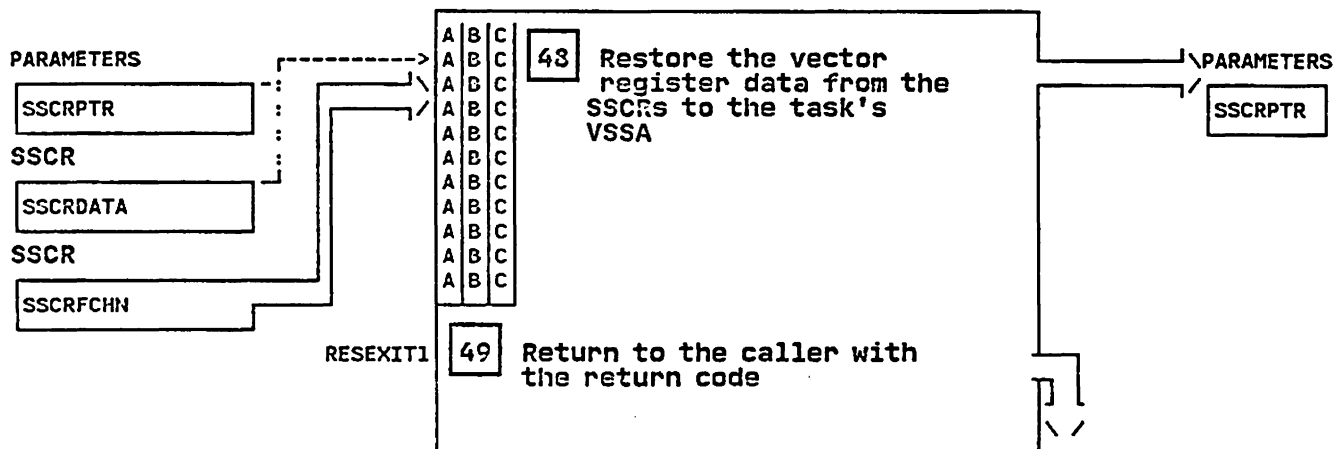 PARAMETERS
SSCRPTR
SSCR
SSCRDATA
SSCR
SSCRFCHN
A B C
A B C
A B C
A B C
A B C
A B C
A B C
A B C
A B C
A B C
A B C
48 Restore the vector
register data from the
SSCRs to the task's
VSSA
PARAMETERS
SSCRPTR
RESEXIT1 49 Return to the caller with
the return code